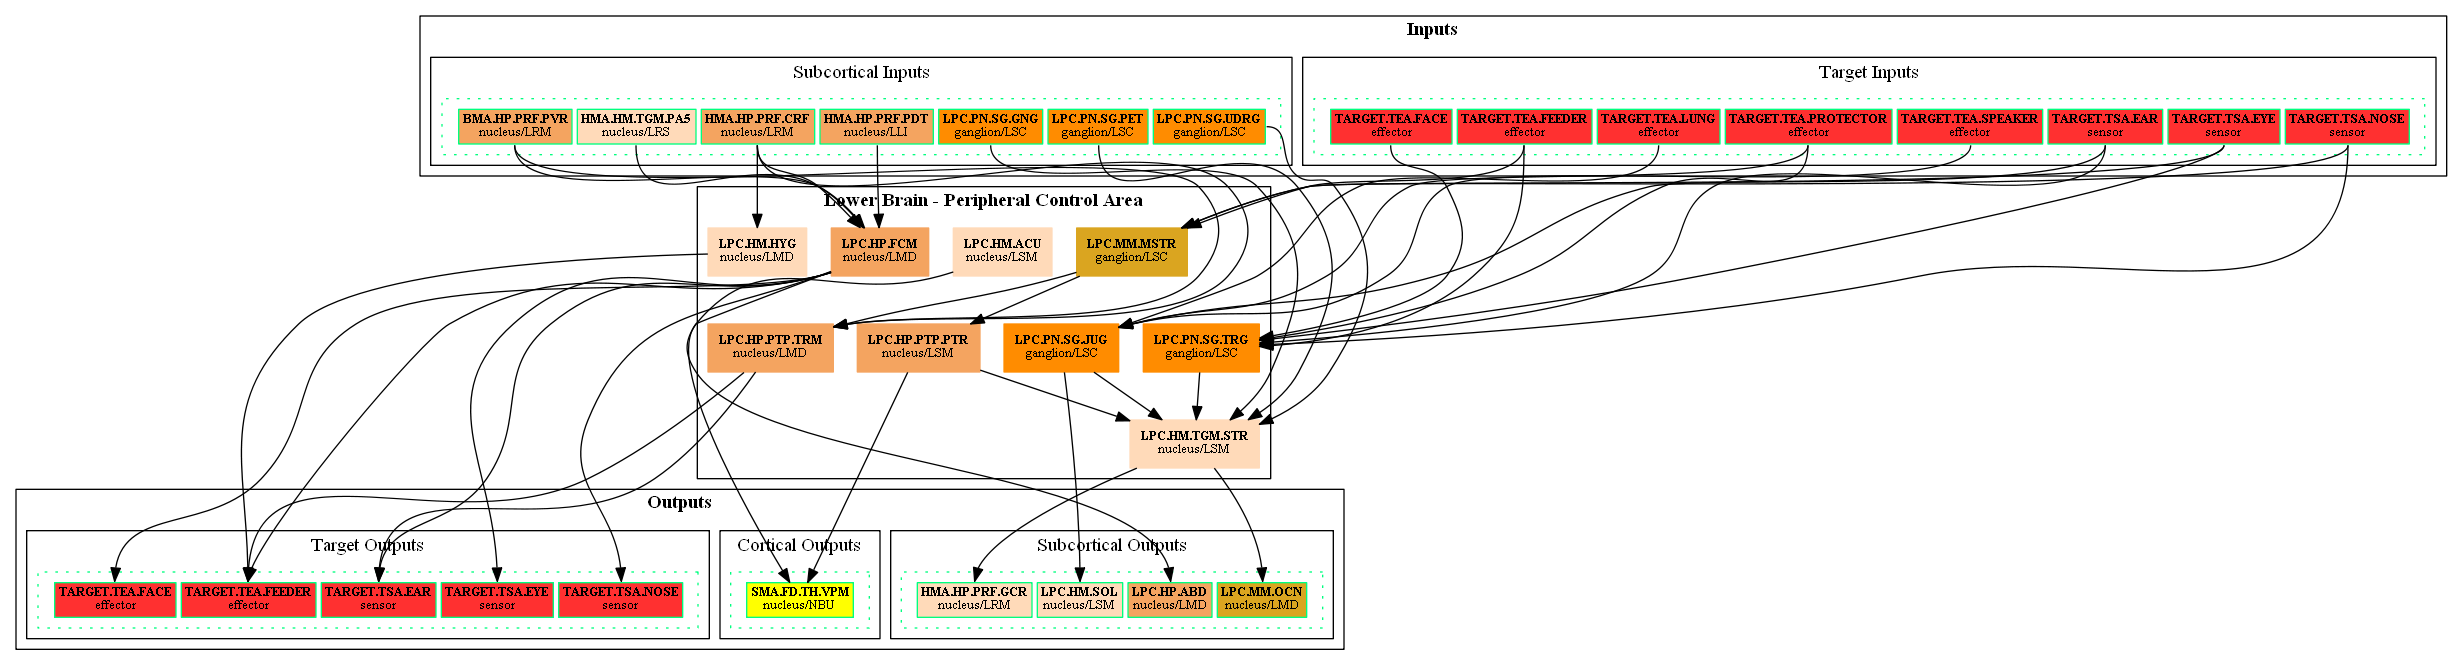 Inputs
Subcortical Inputs
Target Inputs
BMA.HP.PRF.PVR
nucleus/LRM
HMA.HM.TGM.PA5
nucleus/LRS
HMA.HP.PRF.CRF
nucleus/LRM
HMA.HP.PRF.PDT
nucleus/LLI
LPC.PN.SG.GNG
ganglion/LSC
LPC.PN.SG.PET
ganglion/LSC
LPC.PN.SG.UDRG
ganglion/LSC
TARGET.TEA.FACE
effector
TARGET.TEA.FEEDER
effector
TARGET.TEA.LUNG
effector
TARGET.TEA.PROTECTOR
effector
TARGET.TEA.SPEAKER
effector
TARGET.TSA.EAR
sensor
TARGET.TSA.EYE
sensor
TARGET.TSA.NOSE
sensor
Lower Brain - Peripheral Control Area
LPC.HM.HYG
nucleus/LMD
LPC.HP.FCM
nucleus/LMD
LPC.HM.ACU
nucleus/LSM
LPC.MM.MSTR
ganglion/LSC
LPC.HP.PTP.TRM
nucleus/LMD
LPC.HP.PTP.PTR
nucleus/LSM
LPC.PN.SG.JUG
ganglion/LSC
LPC.PN.SG.TRG
ganglion/LSC
LPC.HM.TGM.STR
nucleus/LSM
Outputs
Target Outputs
Cortical Outputs
Subcortical Outputs
TARGET.TEA.FACE
effector
TARGET.TEA.FEEDER
effector
TARGET.TSA.EAR
sensor
TARGET.TSA.EYE
sensor
TARGET.TSA.NOSE
sensor
SMA.FD.TH.VPM
nucleus/NBU
HMA.HP.PRF.GCR
nucleus/LRM
LPC.HM.SOL
nucleus/LSM
LPC.HP.ABD
nucleus/LMD
LPC.MM.OCN
nucleus/LMD